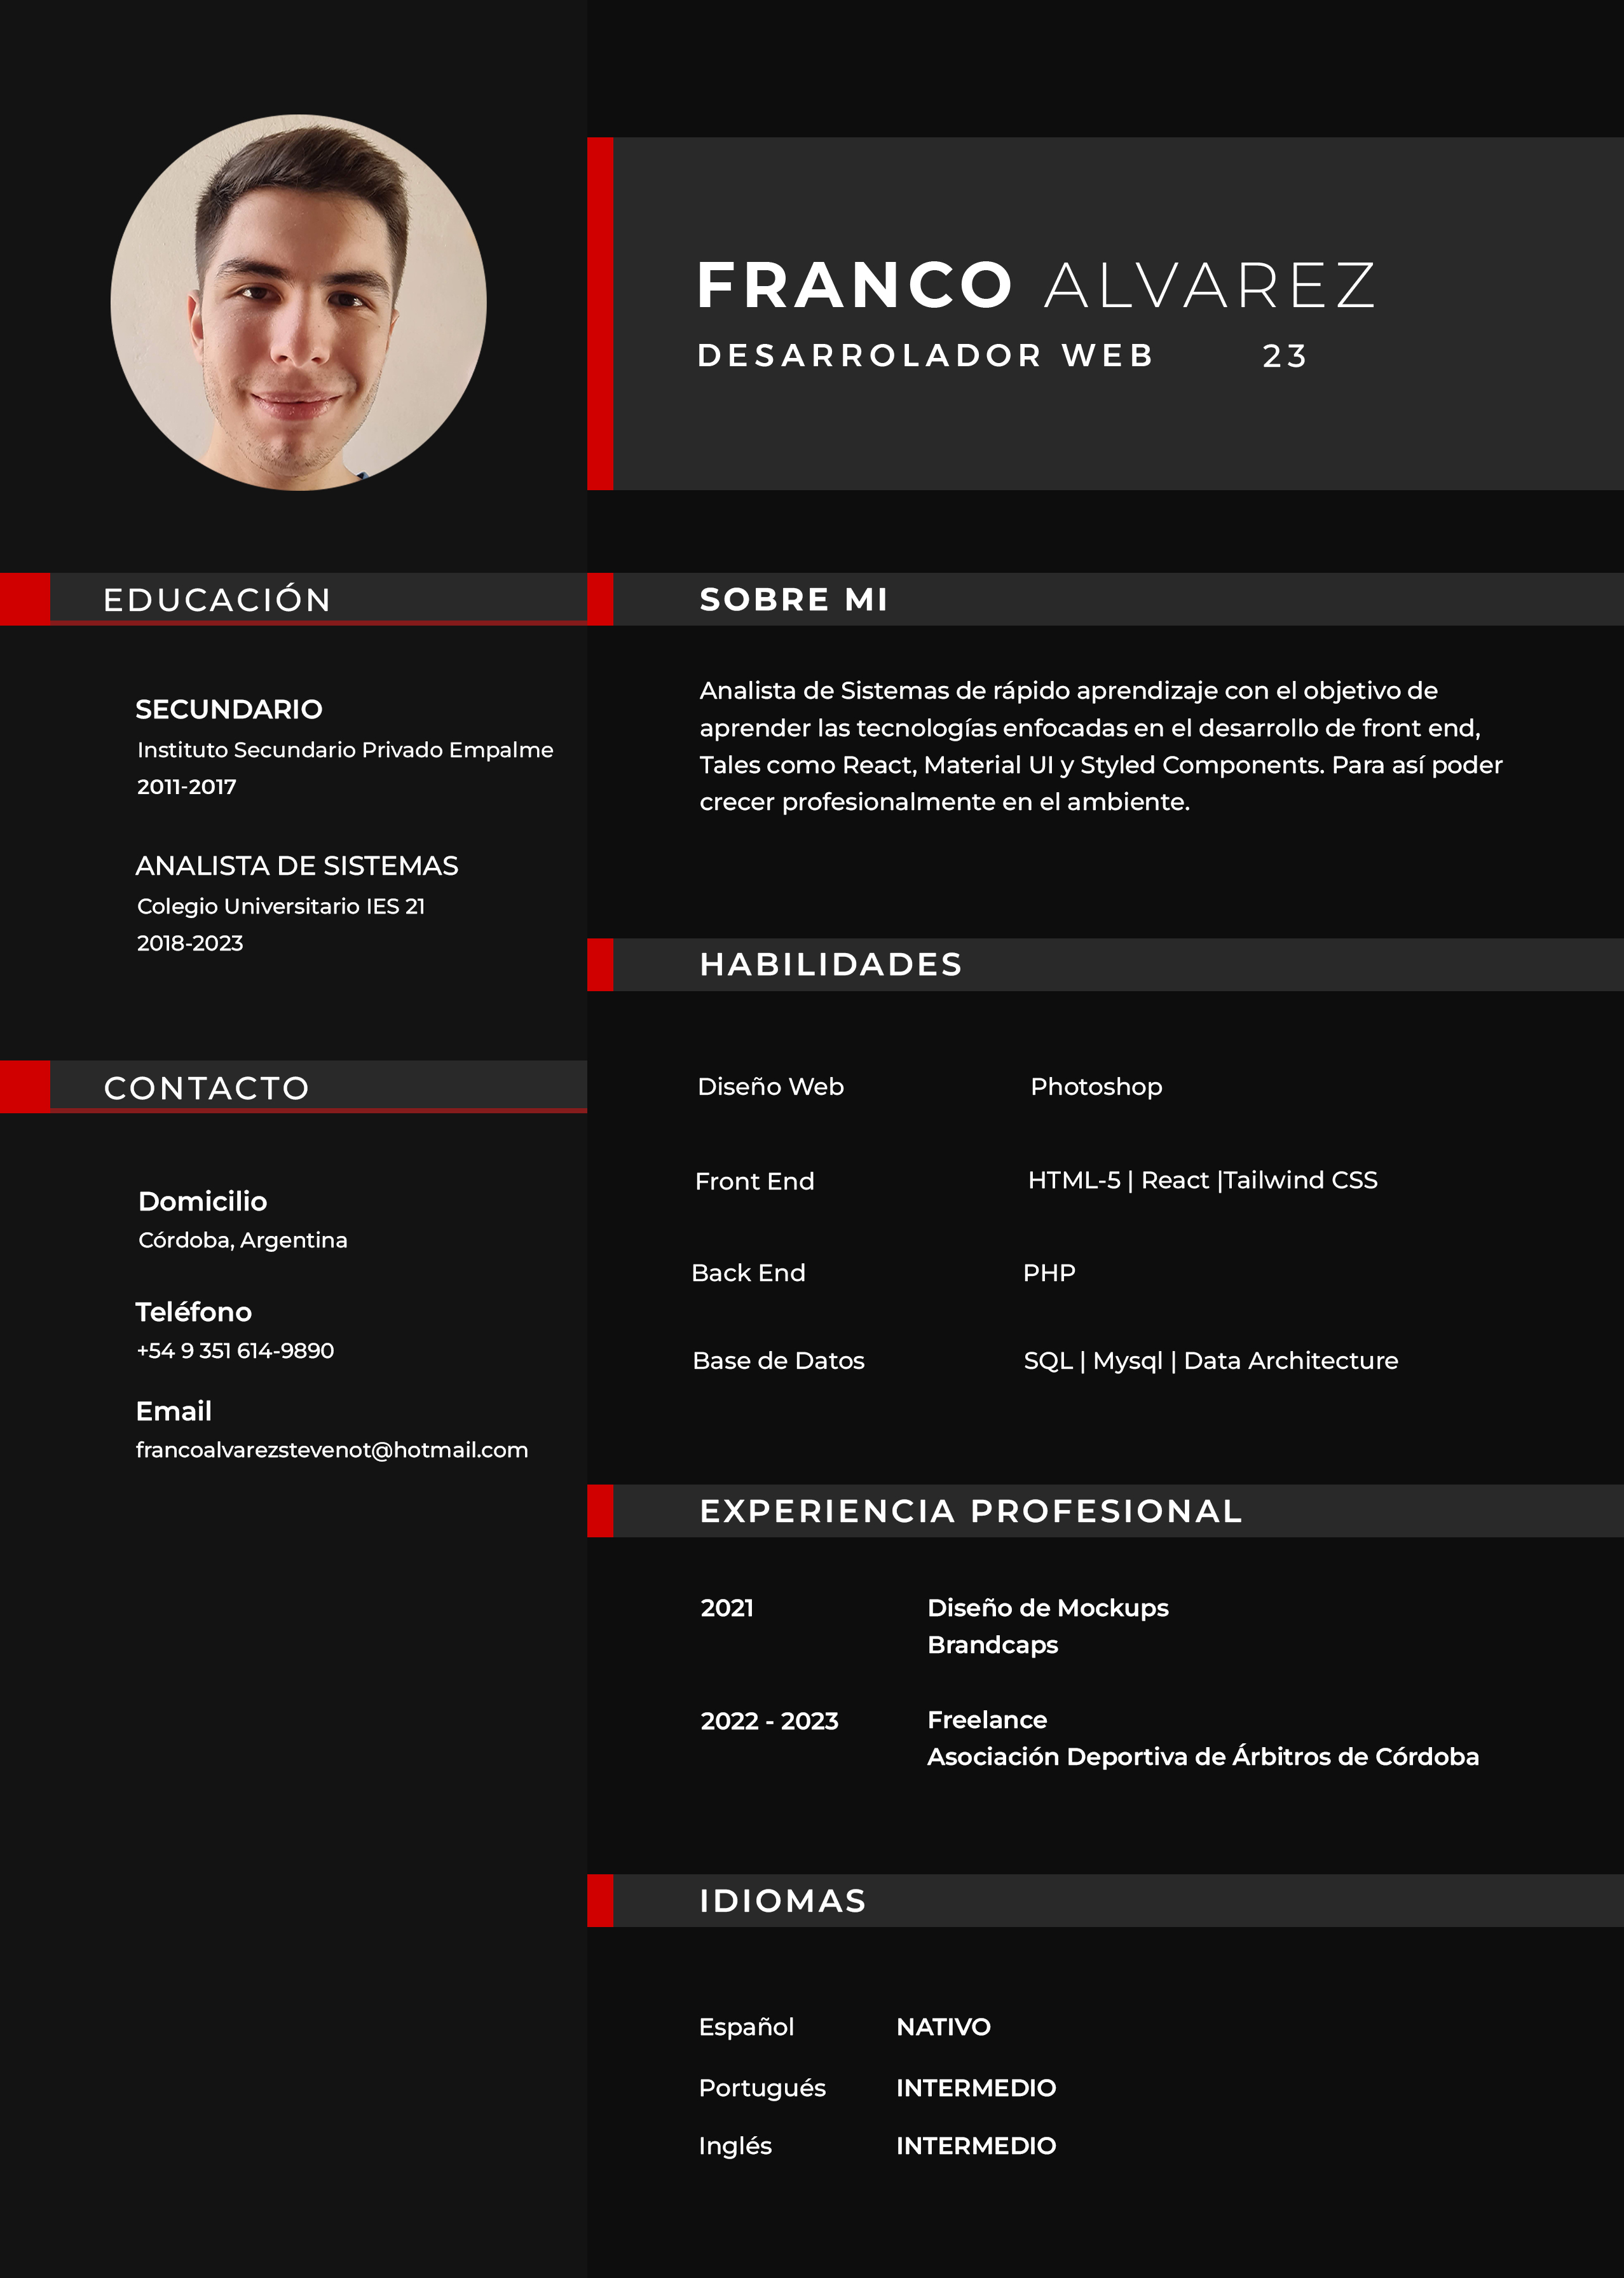 FRANCO ALVAREZ
DESARROLADOR WEB 23
EDUCACIÓN
SECUNDARIO
Instituto Secundario Privado Empalme
2011-2017
ANALISTA DE SISTEMAS
Colegio Universitario IES 21
2018-2023
CONTACTO
Domicilio
Córdoba, Argentina
Teléfono
+54 9 351 614-9890
Email
francoalvarezstevenot@hotmail.com
SOBRE MI
Analista de Sistemas de rápido aprendizaje con el objetivo de
aprender las tecnologías enfocadas en el desarrollo de front end,
Tales como React, Material UI y Styled Components. Para así poder
crecer profesionalmente en el ambiente.
HABILIDADES
Diseño Web Photoshop
Front End HTML-5 | React |Tailwind CSS
Back End PHP
Base de Datos SQL | Mysql | Data Architecture
EXPERIENCIA PROFESIONAL
2021 Diseño de Mockups
Brandcaps
2022 - 2023 Freelance
Asociación Deportiva de Árbitros de Córdoba
IDIOMAS
Español NATIVO
Portugués INTERMEDIO
Inglés INTERMEDIO